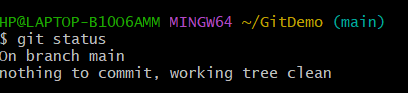 HP@LAPTOP-B1OO6AMM MINGW64 ~/GitDemo (main)
$ git status
On branch main
nothing to commit, working tree clean